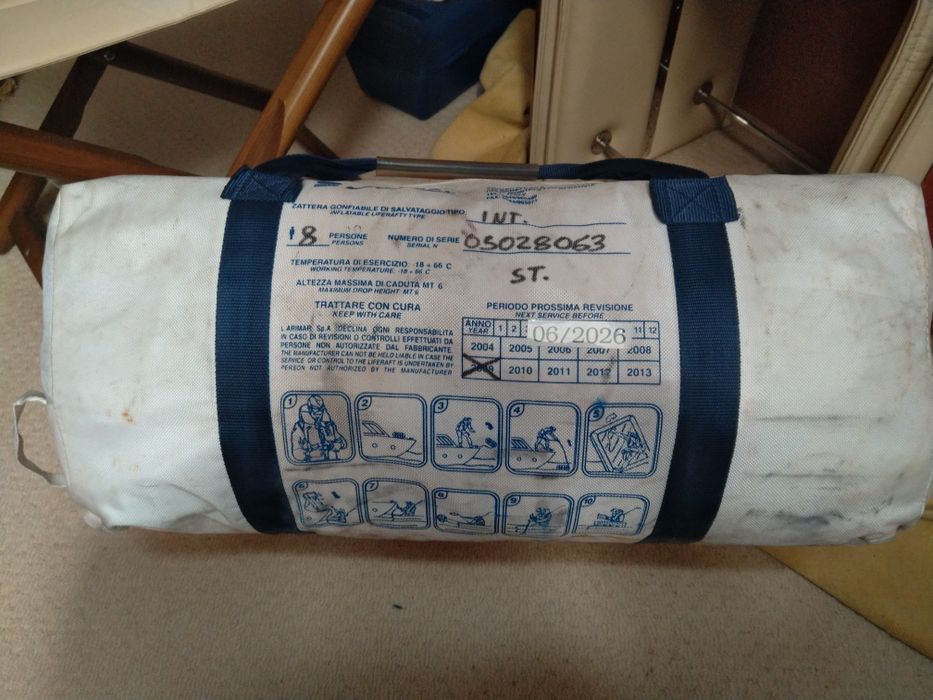 ZATTERA GONFIABILE DI SALVATAGGIO TIPO: INT.
INFLATABLE LIFERAFT TYPE
8 PERSONE NUMERO DI SERIE 05028063
PERSONS SERIAL N
ST.
TEMPERATURA DI ESERCIZIO: -18 + 66 C
WORKING TEMPERATURE: -18 + 66 C
ALTEZZA MASSIMA DI CADUTA MT 6
MAXIMUM DROP HEIGHT MT 6
TRATTARE CON CURA
KEEP WITH CARE
L'ARIMAR SpA DECLINA OGNI RESPONSABILITA
IN CASO DI REVISIONI O CONTROLLI EFFETTUATI DA
PERSONE NON AUTORIZZATE DAL FABBRICANTE.
THE MANUFACTURER CAN NOT BE HELD LIABLE IN CASE THE
SERVICE OR CONTROL TO THE LIFERAFT IS UNDERTAKEN BY
PERSON NOT AUTHORIZED BY THE MANUFACTURER
PERIODO PROSSIMA REVISIONE
NEXT SERVICE BEFORE
ANNO YEAR 1 2 06/2026 11 12
2004 2005 2006 2007 2008
2009 2010 2011 2012 2013
1 2 3 4 5
6 7 8 9 10